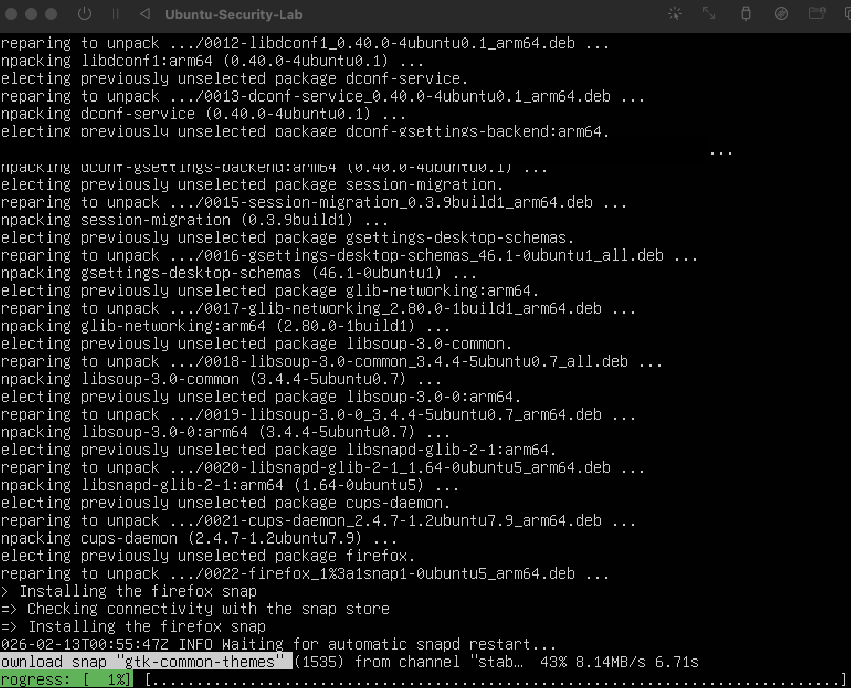 Ubuntu-Security-Lab
reparing to unpack .../0012-libdconf1_0.40.0-4ubuntu0.1_arm64.deb ...
npacking libdconf1:arm64 (0.40.0-4ubuntu0.1) ...
electing previously unselected package dconf-service.
reparing to unpack .../0013-dconf-service_0.40.0-4ubuntu0.1_arm64.deb ...
npacking dconf-service (0.40.0-4ubuntu0.1) ...
electing previously unselected package dconf-gsettings-backend:arm64.
...
npacking dconf-gsettings-backend:arm64 (0.40.0-4ubuntu0.1) ...
electing previously unselected package session-migration.
reparing to unpack .../0015-session-migration_0.3.9build1_arm64.deb ...
npacking session-migration (0.3.9build1) ...
electing previously unselected package gsettings-desktop-schemas.
reparing to unpack .../0016-gsettings-desktop-schemas_46.1-0ubuntu1_all.deb ...
npacking gsettings-desktop-schemas (46.1-0ubuntu1) ...
electing previously unselected package glib-networking:arm64.
reparing to unpack .../0017-glib-networking_2.80.0-1build1_arm64.deb ...
npacking glib-networking:arm64 (2.80.0-1build1) ...
electing previously unselected package libsoup-3.0-common.
reparing to unpack .../0018-libsoup-3.0-common_3.4.4-5ubuntu0.7_all.deb ...
npacking libsoup-3.0-common (3.4.4-5ubuntu0.7) ...
electing previously unselected package libsoup-3.0-0:arm64.
reparing to unpack .../0019-libsoup-3.0-0_3.4.4-5ubuntu0.7_arm64.deb ...
npacking libsoup-3.0-0:arm64 (3.4.4-5ubuntu0.7) ...
electing previously unselected package libsnapd-glib-2-1:arm64.
reparing to unpack .../0020-libsnapd-glib-2-1_1.64-0ubuntu5_arm64.deb ...
npacking libsnapd-glib-2-1:arm64 (1.64-0ubuntu5) ...
electing previously unselected package cups-daemon.
reparing to unpack .../0021-cups-daemon_2.4.7-1.2ubuntu7.9_arm64.deb ...
npacking cups-daemon (2.4.7-1.2ubuntu7.9) ...
electing previously unselected package firefox.
reparing to unpack .../0022-firefox_1%3a1snap1-0ubuntu5_arm64.deb ...
> Installing the firefox snap
=> Checking connectivity with the snap store
=> Installing the firefox snap
026-02-13T00:55:47Z INFO Waiting for automatic snapd restart...
ownload snap "gtk-common-themes" (1535) from channel "stab… 43% 8.14MB/s 6.71s
rogress: [  1%] [..........................................................................................]